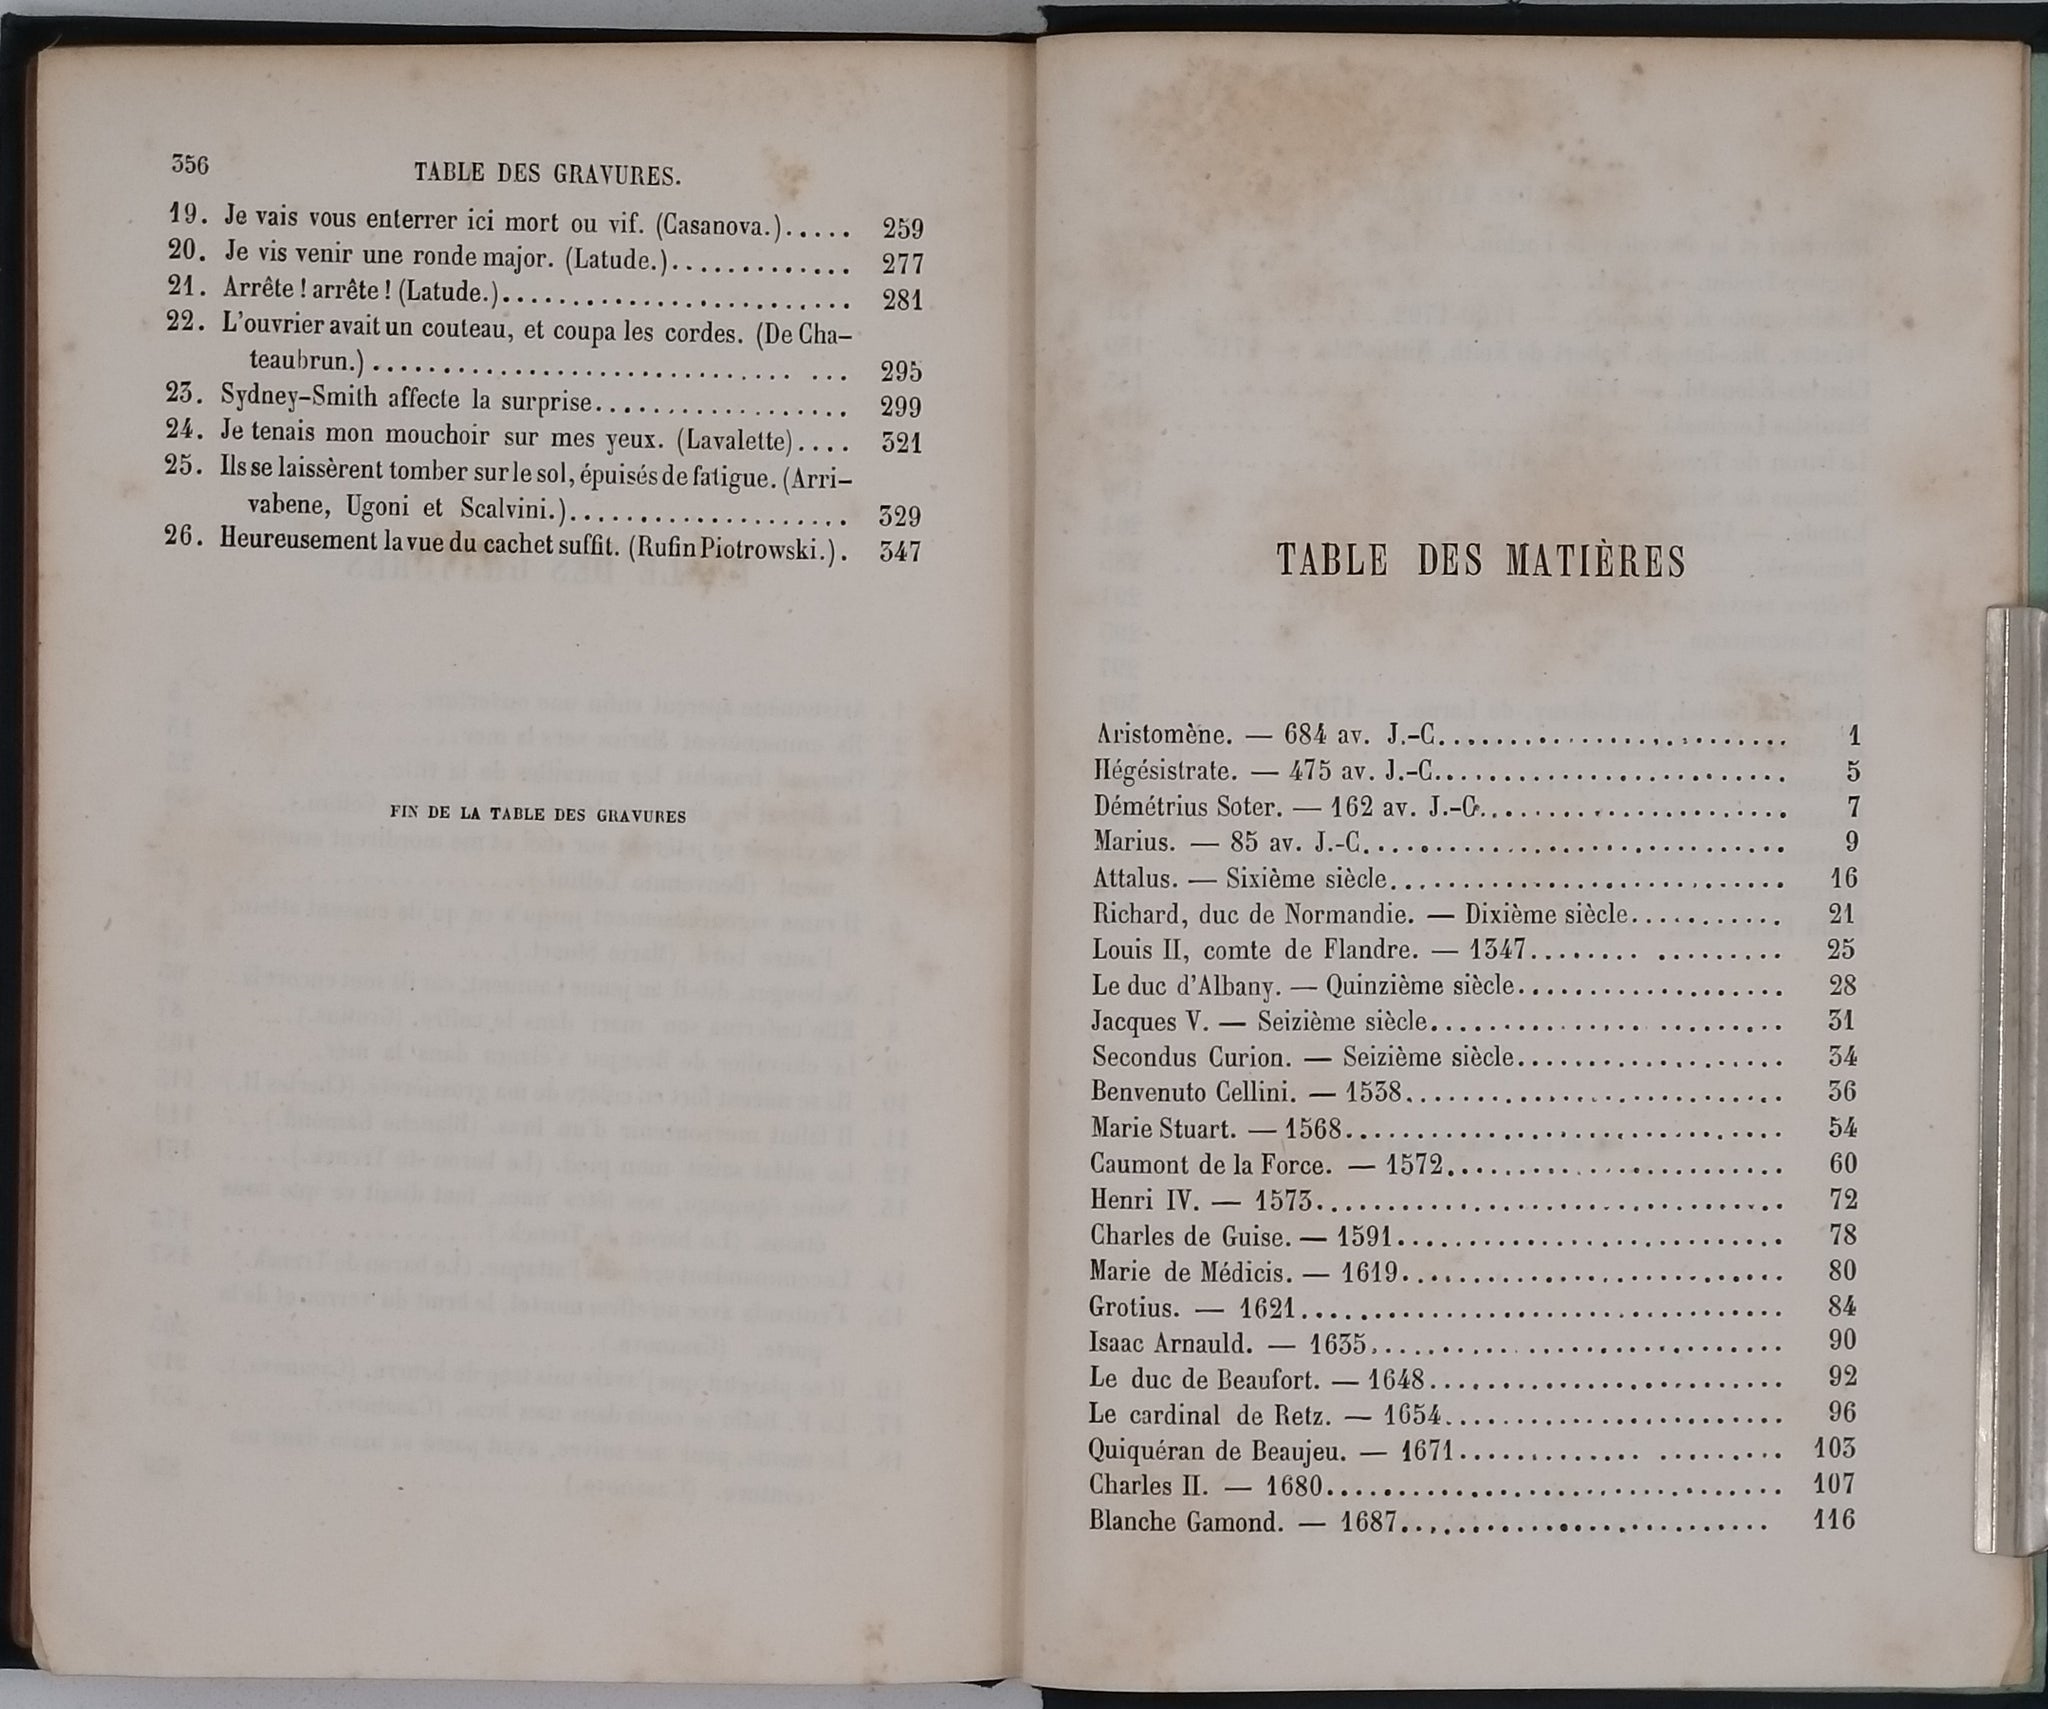 356
TABLE DES GRAVURES.
19. Je vais vous enterrer ici mort ou vif. (Casanova.)..... 259
20. Je vis venir une ronde major. (Latude.)............. 277
21. Arrête ! arrête ! (Latude.)......................... 281
22. L'ouvrier avait un couteau, et coupa les cordes. (De Cha-
teaubrun.) .............................. ... 295
23. Sydney-Smith affecte la surprise.................. 299
24. Je tenais mon mouchoir sur mes yeux. (Lavalette).... 321
25. Ils se laissèrent tomber sur le sol, épuisés de fatigue. (Arri-
vabene, Ugoni et Scalvini.).................... 329
26. Heureusement la vue du cachet suffit. (Rufin Piotrowski.). 347
FIN DE LA TABLE DES GRAVURES
TABLE DES MATIÈRES
Aristomène. — 684 av. J.-C......................... 1
Hégésistrate. — 475 av. J.-C......................... 5
Démétrius Soter. — 162 av. J.-C...................... 7
Marius. — 85 av. J.-C.............................. 9
Attalus. — Sixième siècle............................ 16
Richard, duc de Normandie. — Dixième siècle........... 21
Louis II, comte de Flandre. — 1347........ ......... 25
Le duc d'Albany. — Quinzième siècle................... 28
Jacques V. — Seizième siècle......................... 31
Secondus Curion. — Seizième siècle................... 34
Benvenuto Cellini. — 1538........................... 36
Marie Stuart. — 1568............................... 54
Caumont de la Force. — 1572........................ 60
Henri IV. — 1573................................. 72
Charles de Guise. — 1591............................ 78
Marie de Médicis. — 1619........................... 80
Grotius. — 1621.................................. 84
Isaac Arnauld. — 1635............................. 90
Le duc de Beaufort. — 1648......................... 92
Le cardinal de Retz. — 1654........................ 96
Quiquéran de Beaujeu. — 1671............. ......... 103
Charles II. — 1680................................ 107
Blanche Gamond. — 1687.......................... 116